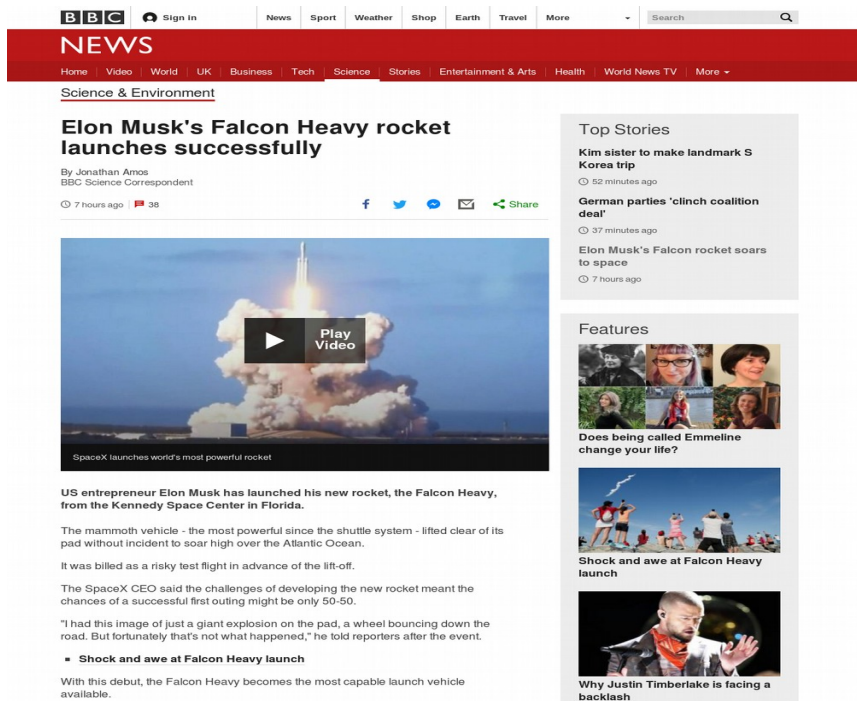 BBC Sign in News Sport Weather Shop Earth Travel More Search
NEWS
Home Video World UK Business Tech Science Stories Entertainment & Arts Health World News TV More
Science & Environment
Elon Musk's Falcon Heavy rocket
launches successfully
By Jonathan Amos
BBC Science Correspondent
7 hours ago 38
Share
Play
Video
SpaceX launches world's most powerful rocket
US entrepreneur Elon Musk has launched his new rocket, the Falcon Heavy,
from the Kennedy Space Center in Florida.
The mammoth vehicle - the most powerful since the shuttle system - lifted clear of its
pad without incident to soar high over the Atlantic Ocean.
It was billed as a risky test flight in advance of the lift-off.
The SpaceX CEO said the challenges of developing the new rocket meant the
chances of a successful first outing might be only 50-50.
"I had this image of just a giant explosion on the pad, a wheel bouncing down the
road. But fortunately that's not what happened," he told reporters after the event.
Shock and awe at Falcon Heavy launch
With this debut, the Falcon Heavy becomes the most capable launch vehicle
available.
Top Stories
Kim sister to make landmark S
Korea trip
52 minutes ago
German parties 'clinch coalition
deal'
37 minutes ago
Elon Musk's Falcon rocket soars
to space
7 hours ago
Features
Does being called Emmeline
change your life?
Shock and awe at Falcon Heavy
launch
Why Justin Timberlake is facing a
backlash